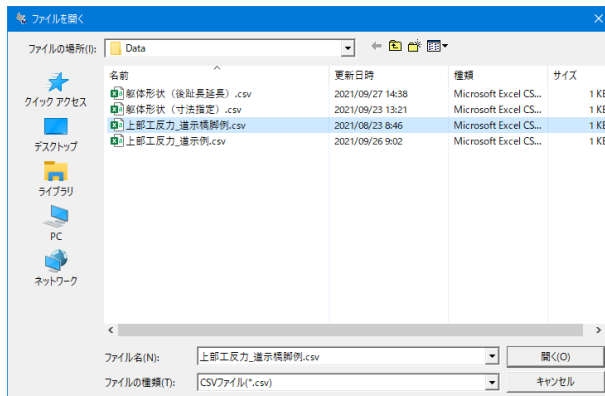 ファイルを開く
ファイルの場所(I):
Data
名前
更新日時
種類
サイズ
躯体形状（後趾長延長）.csv 2021/09/27 14:38 Microsoft Excel CS... 1 KB
躯体形状（寸法指定）.csv 2021/09/23 13:21 Microsoft Excel CS... 1 KB
上部工反力_道示橋脚例.csv 2021/08/23 8:46 Microsoft Excel CS... 1 KB
上部工反力_道示例.csv 2021/09/26 9:02 Microsoft Excel CS... 1 KB
クイック アクセス
デスクトップ
ライブラリ
PC
ネットワーク
ファイル名(N):
上部工反力_道示橋脚例.csv
開く(O)
ファイルの種類(T):
CSVファイル(*.csv)
キャンセル